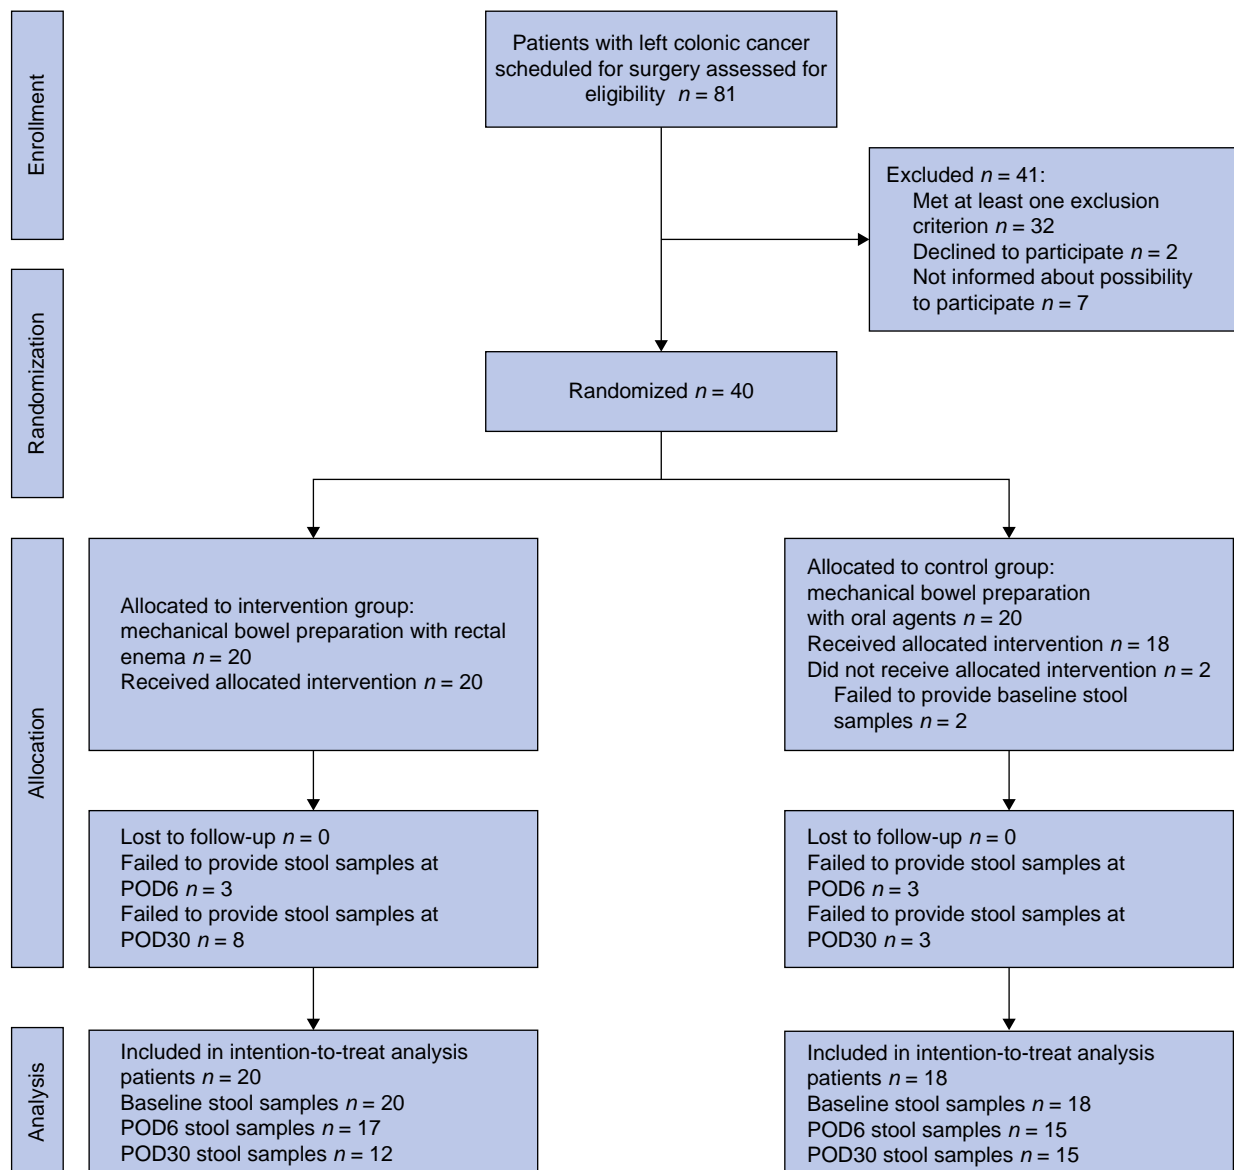 Enrollment
Patients with left colonic cancer
scheduled for surgery assessed for
eligibility n = 81
Excluded n = 41:
Met at least one exclusion
criterion n = 32
Declined to participate n = 2
Not informed about possibility
to participate n = 7
Randomization
Randomized n = 40
Allocation
Allocated to intervention group:
mechanical bowel preparation with rectal
enema n = 20
Received allocated intervention n = 20
Allocated to control group:
mechanical bowel preparation
with oral agents n = 20
Received allocated intervention n = 18
Did not receive allocated intervention n = 2
Failed to provide baseline stool
samples n = 2
Lost to follow-up n = 0
Failed to provide stool samples at
POD6 n = 3
Failed to provide stool samples at
POD30 n = 8
Lost to follow-up n = 0
Failed to provide stool samples at
POD6 n = 3
Failed to provide stool samples at
POD30 n = 3
Analysis
Included in intention-to-treat analysis
patients n = 20
Baseline stool samples n = 20
POD6 stool samples n = 17
POD30 stool samples n = 12
Included in intention-to-treat analysis
patients n = 18
Baseline stool samples n = 18
POD6 stool samples n = 15
POD30 stool samples n = 15